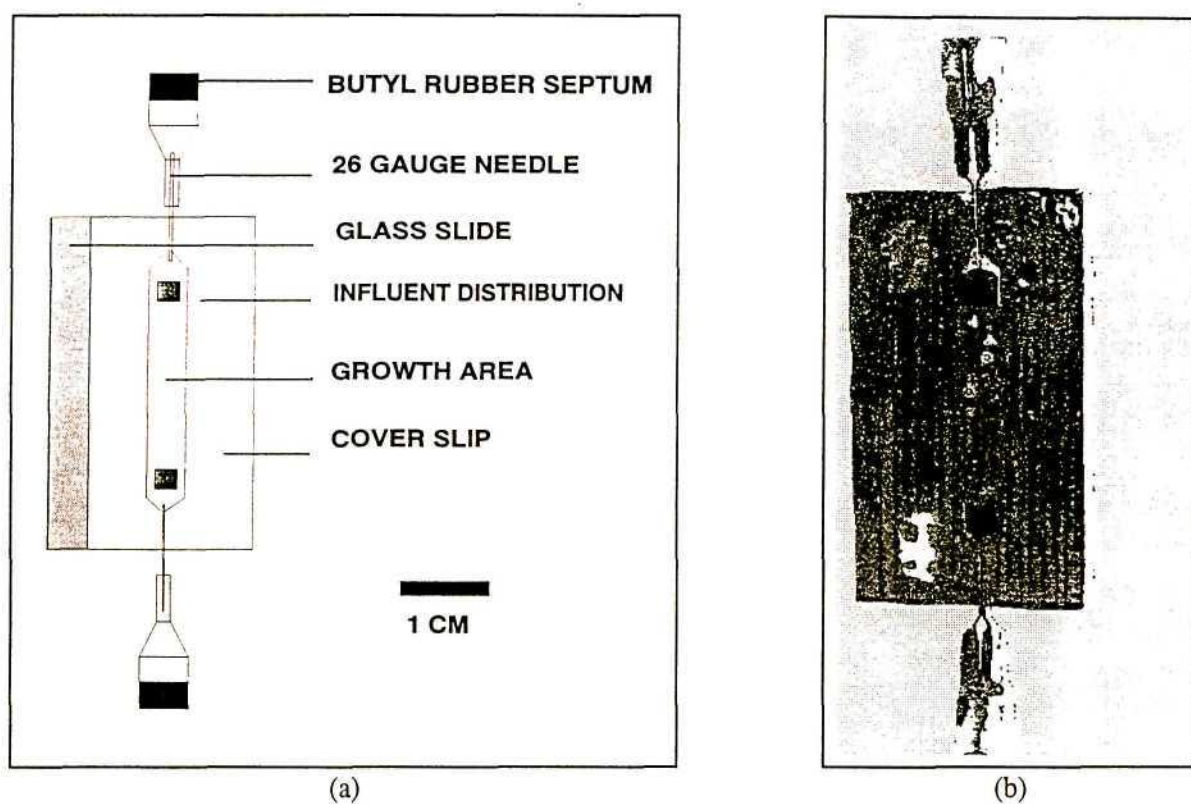 BUTYL RUBBER SEPTUM
26 GAUGE NEEDLE
GLASS SLIDE
INFLUENT DISTRIBUTION
GROWTH AREA
COVER SLIP
1 CM
(a)
(b)